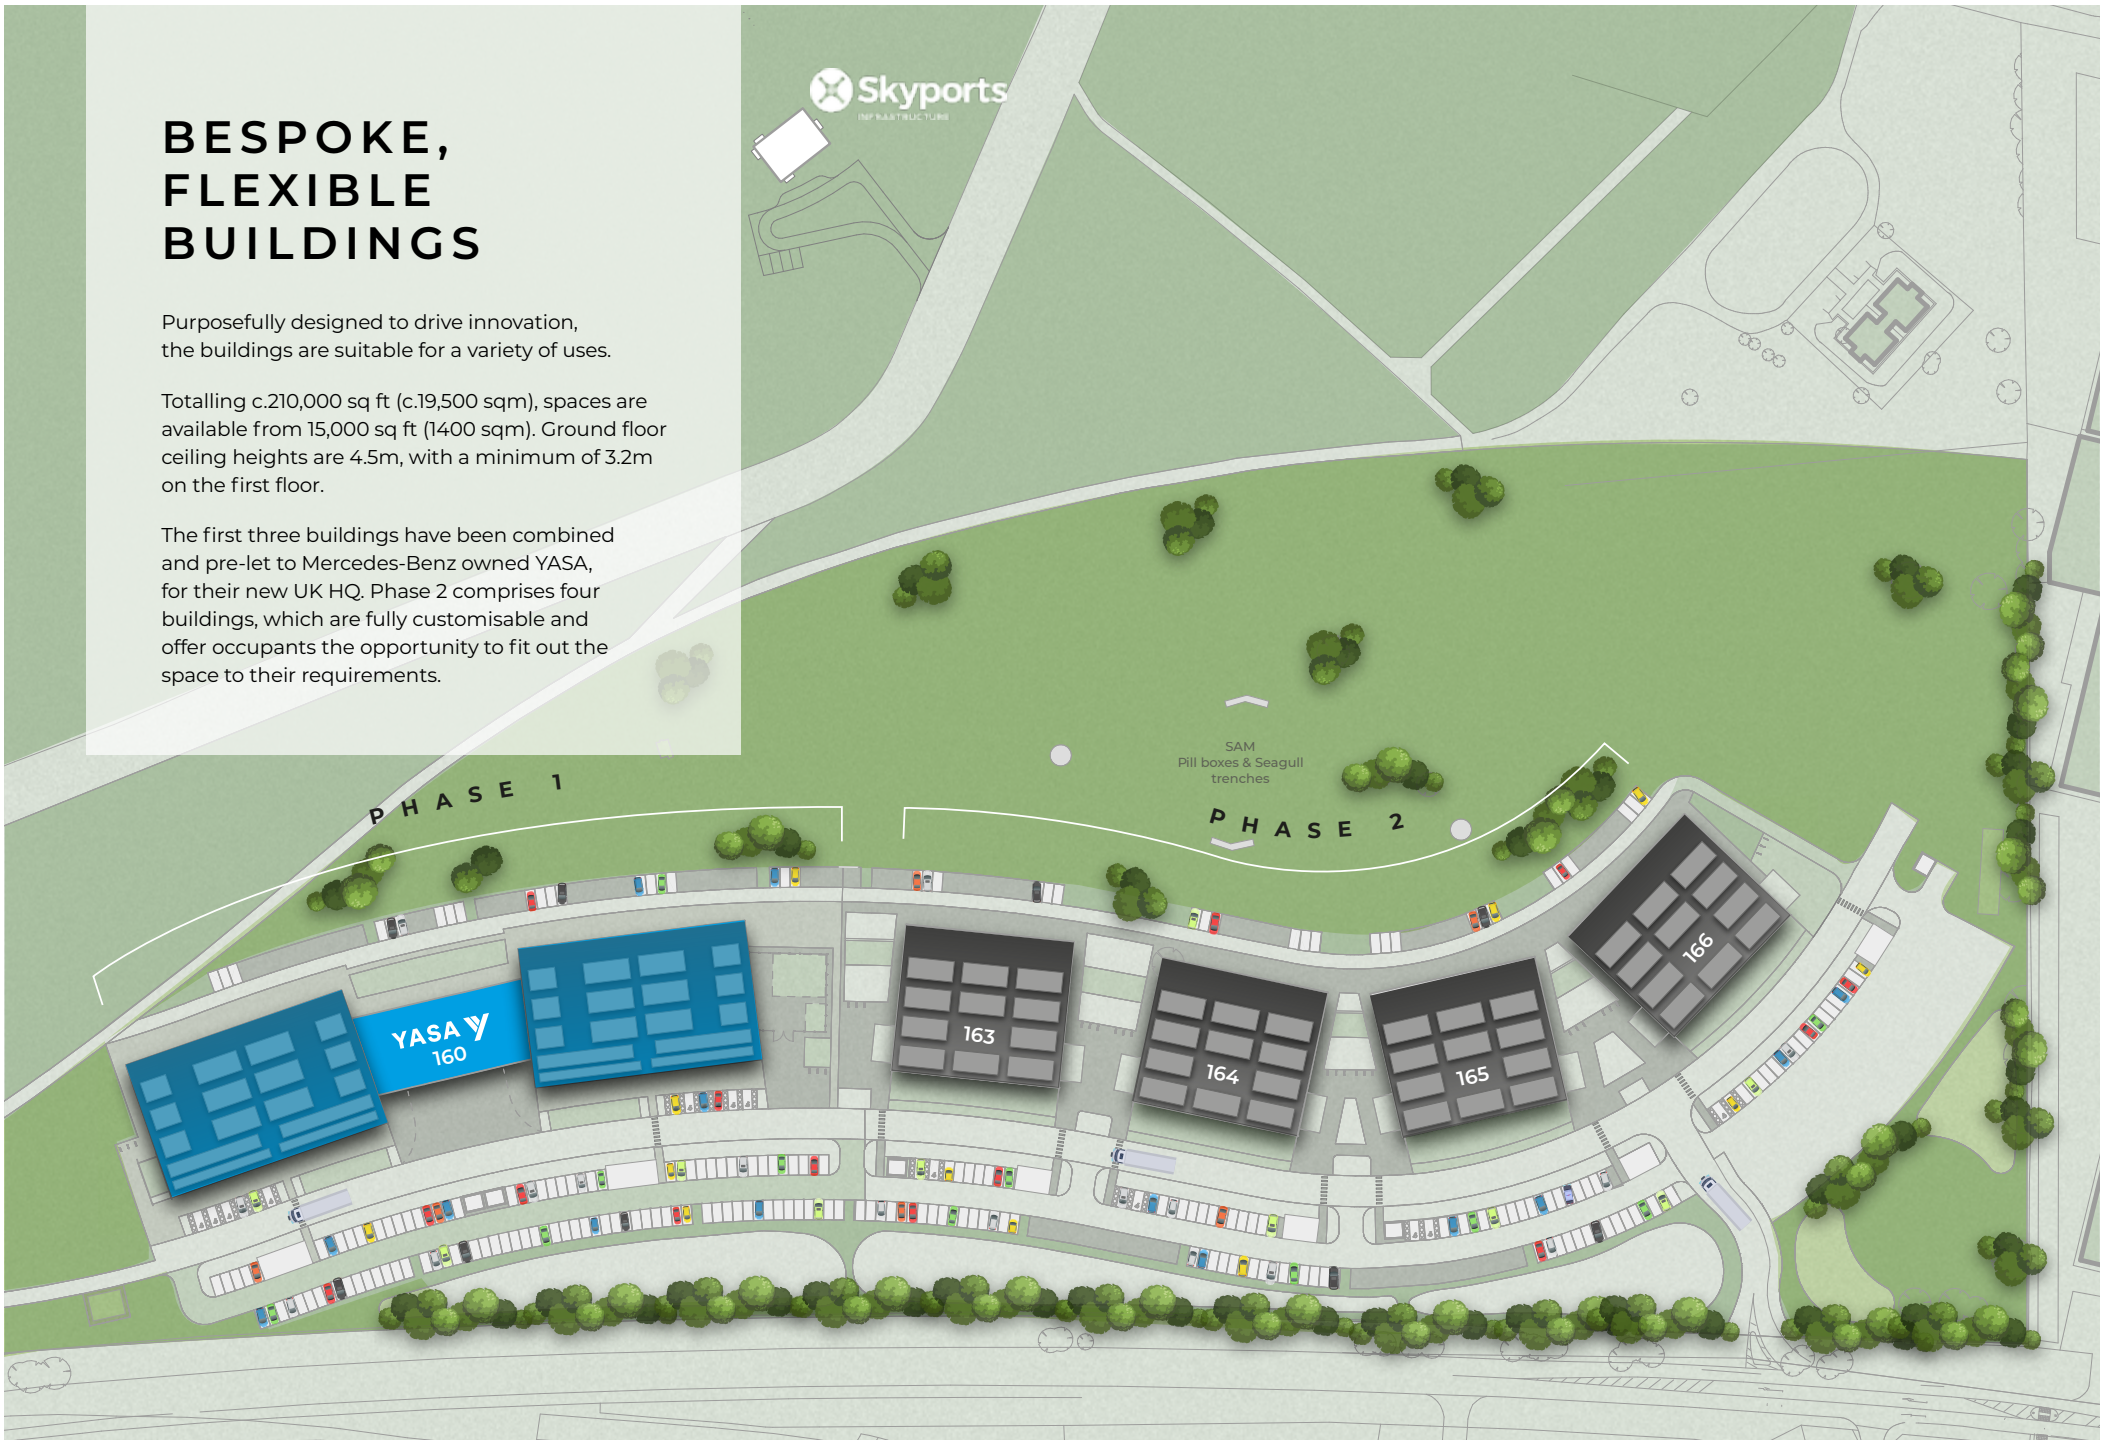 BESPOKE,
FLEXIBLE
BUILDINGS
Purposefully designed to drive innovation,
the buildings are suitable for a variety of uses.
Totalling c.210,000 sq ft (c.19,500 sqm), spaces are
available from 15,000 sq ft (1400 sqm). Ground floor
ceiling heights are 4.5m, with a minimum of 3.2m
on the first floor.
The first three buildings have been combined
and pre-let to Mercedes-Benz owned YASA,
for their new UK HQ. Phase 2 comprises four
buildings, which are fully customisable and
offer occupants the opportunity to fit out the
space to their requirements.
Skyports
INFRASTRUCTURE
SAM
Pill boxes & Seagull
trenches
PHASE 1
PHASE 2
YASA
160
163
164
165
166